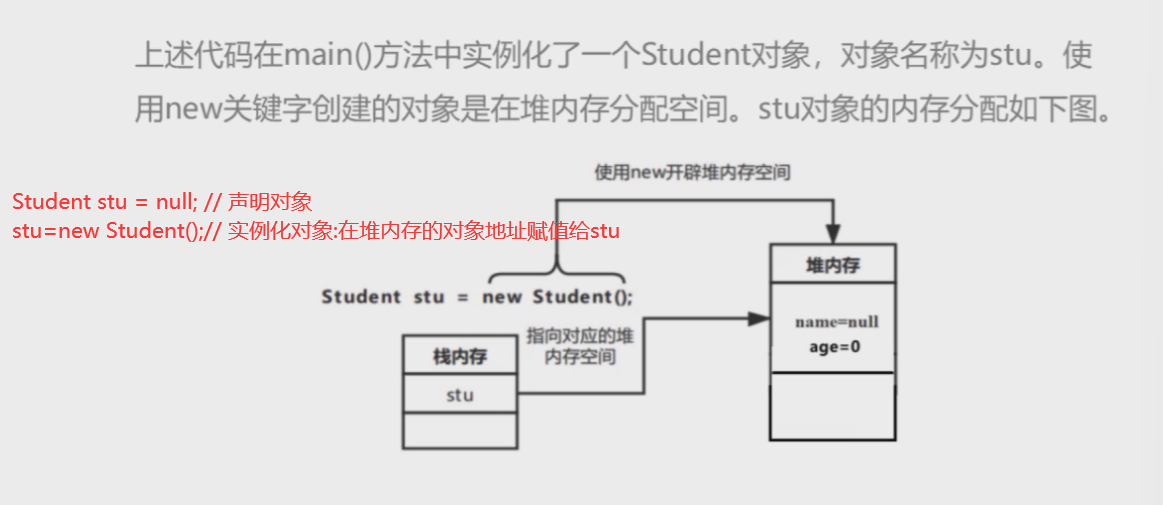 上述代码在main()方法中实例化了一个Student对象，对象名称为stu。使
用new关键字创建的对象是在堆内存分配空间。stu对象的内存分配如下图。
使用new开辟堆内存空间
Student stu = null; // 声明对象
stu=new Student();// 实例化对象:在堆内存的对象地址赋值给stu
堆内存
Student stu = new Student();
name=null
age=0
指向对应的堆
内存空间
栈内存
stu